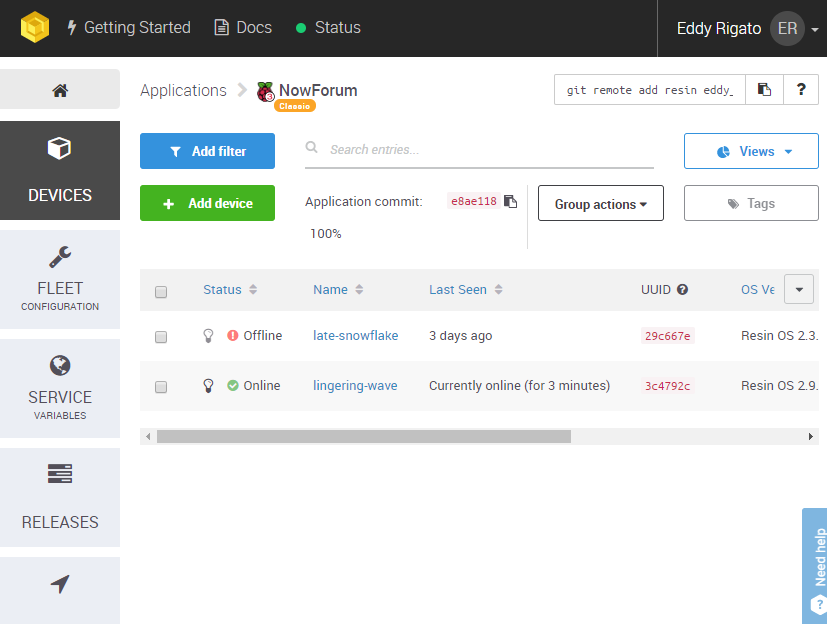 Getting Started Docs Status Eddy Rigato ER
Applications NowForum
3
Classic
git remote add resin eddy_ ?
Add filter Search entries... Views
DEVICES
Add device Application commit: e8ae118 Group actions Tags
100%
FLEET
CONFIGURATION
Status Name Last Seen UUID ? OS Ve
Offline late-snowflake 3 days ago 29c667e Resin OS 2.3.
Online lingering-wave Currently online (for 3 minutes) 3c4792c Resin OS 2.9.
SERVICE
VARIABLES
RELEASES
Need help
?